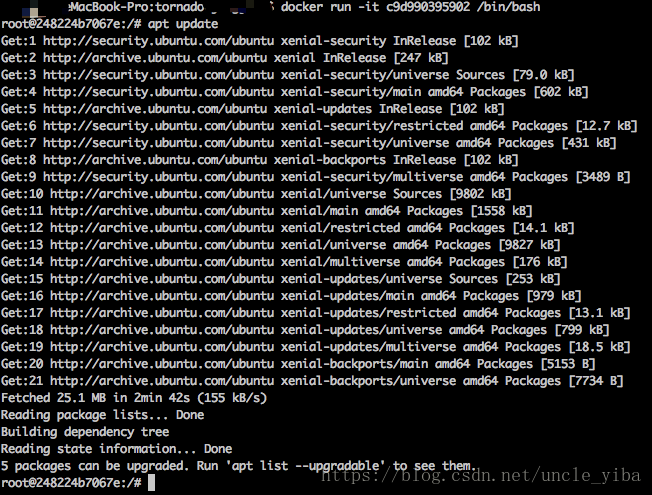 MacBook-Pro:tornado $ docker run -it c9d990395902 /bin/bash
root@248224b7067e:/# apt update
Get:1 http://security.ubuntu.com/ubuntu xenial-security InRelease [102 kB]
Get:2 http://archive.ubuntu.com/ubuntu xenial InRelease [247 kB]
Get:3 http://security.ubuntu.com/ubuntu xenial-security/universe Sources [79.0 kB]
Get:4 http://security.ubuntu.com/ubuntu xenial-security/main amd64 Packages [602 kB]
Get:5 http://archive.ubuntu.com/ubuntu xenial-updates InRelease [102 kB]
Get:6 http://security.ubuntu.com/ubuntu xenial-security/restricted amd64 Packages [12.7 kB]
Get:7 http://security.ubuntu.com/ubuntu xenial-security/universe amd64 Packages [431 kB]
Get:8 http://archive.ubuntu.com/ubuntu xenial-backports InRelease [102 kB]
Get:9 http://security.ubuntu.com/ubuntu xenial-security/multiverse amd64 Packages [3489 B]
Get:10 http://archive.ubuntu.com/ubuntu xenial/universe Sources [9802 kB]
Get:11 http://archive.ubuntu.com/ubuntu xenial/main amd64 Packages [1558 kB]
Get:12 http://archive.ubuntu.com/ubuntu xenial/restricted amd64 Packages [14.1 kB]
Get:13 http://archive.ubuntu.com/ubuntu xenial/universe amd64 Packages [9827 kB]
Get:14 http://archive.ubuntu.com/ubuntu xenial/multiverse amd64 Packages [176 kB]
Get:15 http://archive.ubuntu.com/ubuntu xenial-updates/universe Sources [253 kB]
Get:16 http://archive.ubuntu.com/ubuntu xenial-updates/main amd64 Packages [979 kB]
Get:17 http://archive.ubuntu.com/ubuntu xenial-updates/restricted amd64 Packages [13.1 kB]
Get:18 http://archive.ubuntu.com/ubuntu xenial-updates/universe amd64 Packages [799 kB]
Get:19 http://archive.ubuntu.com/ubuntu xenial-updates/multiverse amd64 Packages [18.5 kB]
Get:20 http://archive.ubuntu.com/ubuntu xenial-backports/main amd64 Packages [5153 B]
Get:21 http://archive.ubuntu.com/ubuntu xenial-backports/universe amd64 Packages [7734 B]
Fetched 25.1 MB in 2min 42s (155 kB/s)
Reading package lists... Done
Building dependency tree
Reading state information... Done
5 packages can be upgraded. Run 'apt list --upgradable' to see them.
https://blog.csdn.net/uncle_yiba
root@248224b7067e:/#